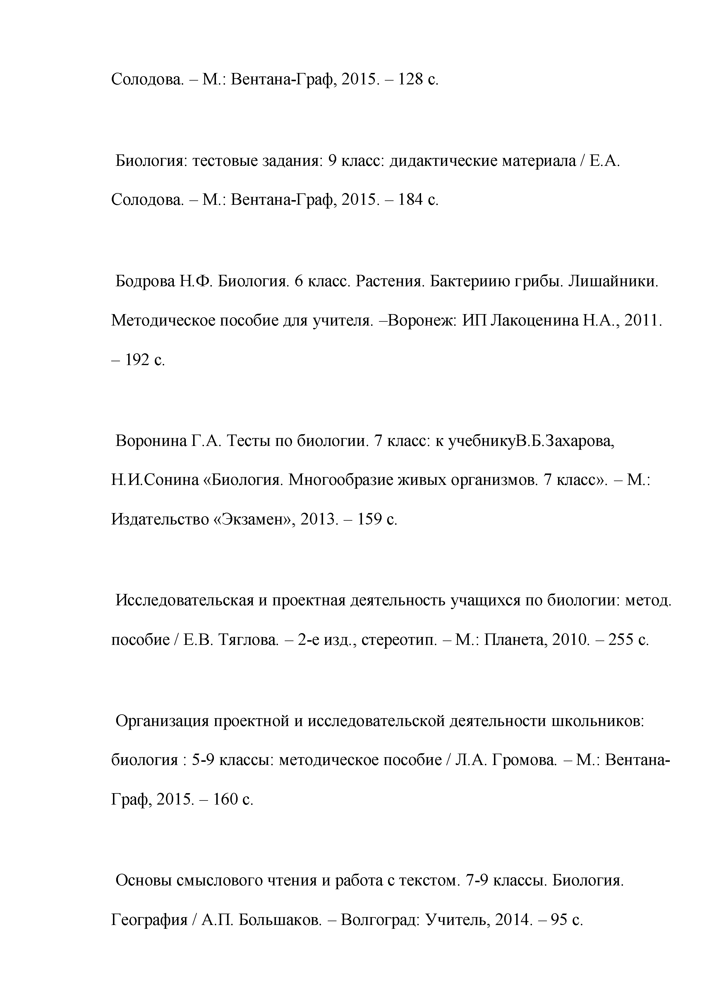 Солодова. – М.: Вентана-Граф, 2015. – 128 с.
Биология: тестовые задания: 9 класс: дидактические материала / Е.А.
Солодова. – М.: Вентана-Граф, 2015. – 184 с.
Бодрова Н.Ф. Биология. 6 класс. Растения. Бактериию грибы. Лишайники.
Методическое пособие для учителя. –Воронеж: ИП Лакоценина Н.А., 2011.
– 192 с.
Воронина Г.А. Тесты по биологии. 7 класс: к учебникуВ.Б.Захарова,
Н.И.Сонина «Биология. Многообразие живых организмов. 7 класс». – М.:
Издательство «Экзамен», 2013. – 159 с.
Исследовательская и проектная деятельность учащихся по биологии: метод.
пособие / Е.В. Тяглова. – 2-е изд., стереотип. – М.: Планета, 2010. – 255 с.
Организация проектной и исследовательской деятельности школьников:
биология : 5-9 классы: методическое пособие / Л.А. Громова. – М.: Вентана-
Граф, 2015. – 160 с.
Основы смыслового чтения и работа с текстом. 7-9 классы. Биология.
География / А.П. Большаков. – Волгоград: Учитель, 2014. – 95 с.